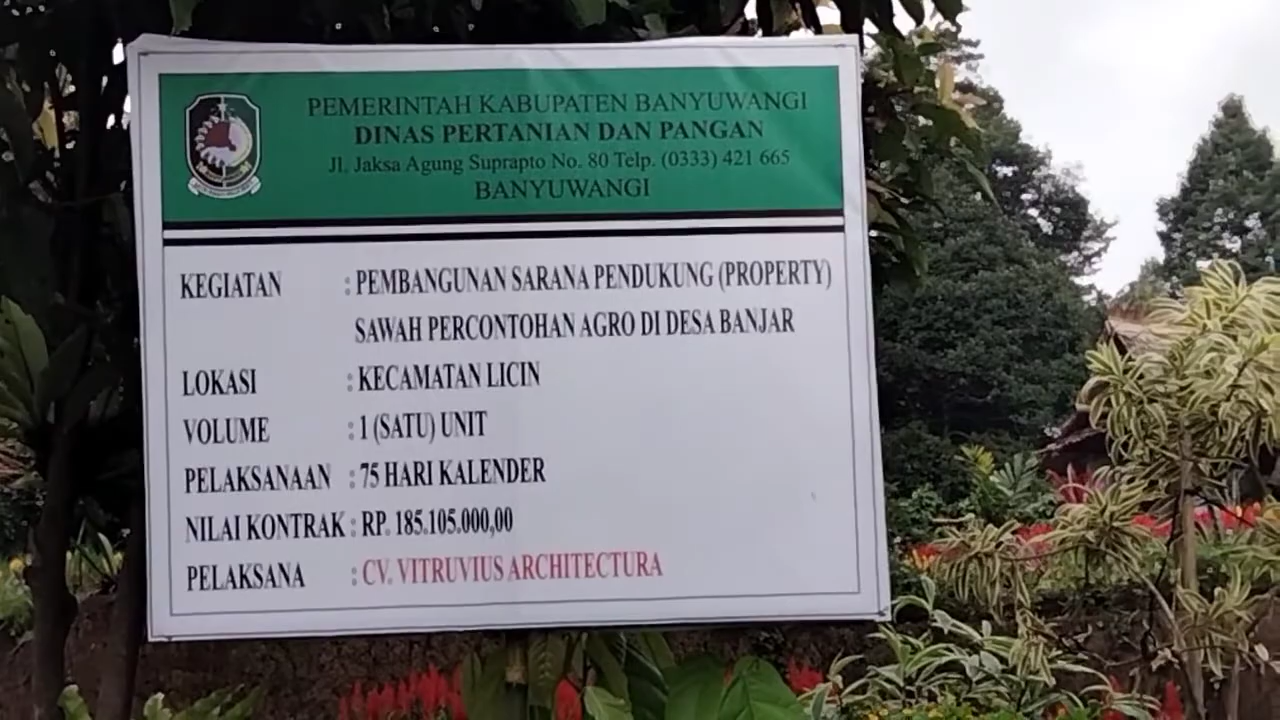 PEMERINTAH KABUPATEN BANYUWANGI
DINAS PERTANIAN DAN PANGAN
Jl. Jaksa Agung Suprapto No. 80 Telp. (0333) 421 665
BANYUWANGI
KEGIATAN : PEMBANGUNAN SARANA PENDUKUNG (PROPERTY)
SAWAH PERCONTOHAN AGRO DI DESA BANJAR
LOKASI : KECAMATAN LICIN
VOLUME : 1 (SATU) UNIT
PELAKSANAAN : 75 HARI KALENDER
NILAI KONTRAK : RP. 185.105.000,00
PELAKSANA : CV. VITRUVIUS ARCHITECTURA